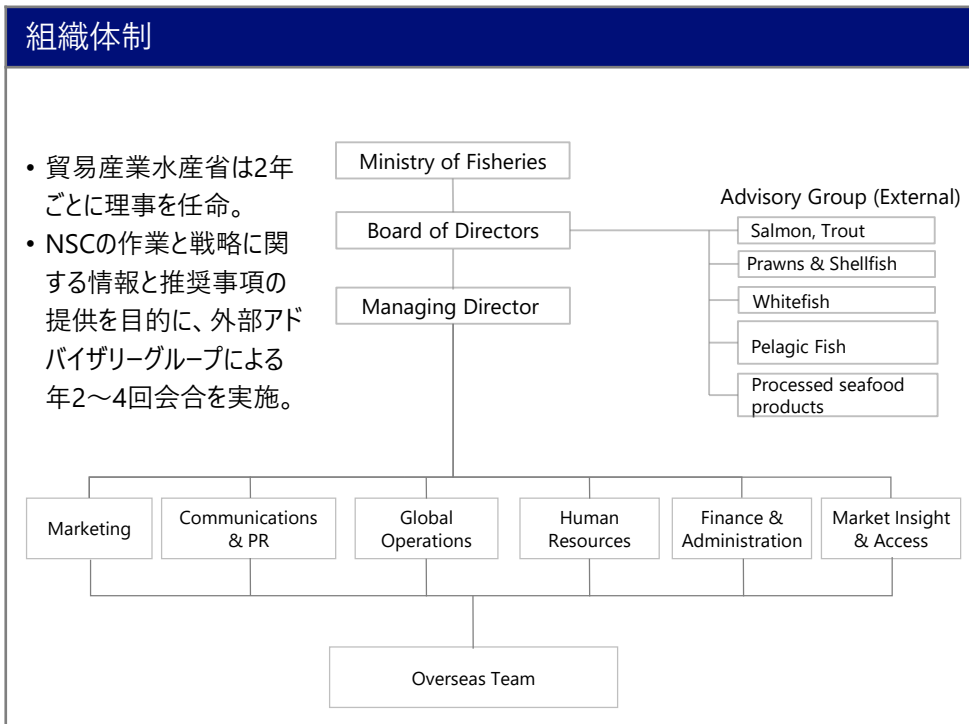 組織体制
• 貿易産業水産省は2年
ごとに理事を任命。
• NSCの作業と戦略に関
する情報と推奨事項の
提供を目的に、外部アド
バイザリーグループによる
年2～4回会合を実施。
Ministry of Fisheries
Board of Directors
Managing Director
Advisory Group (External)
Salmon, Trout
Prawns & Shellfish
Whitefish
Pelagic Fish
Processed seafood
products
Marketing
Communications
& PR
Global
Operations
Human
Resources
Finance &
Administration
Market Insight
& Access
Overseas Team